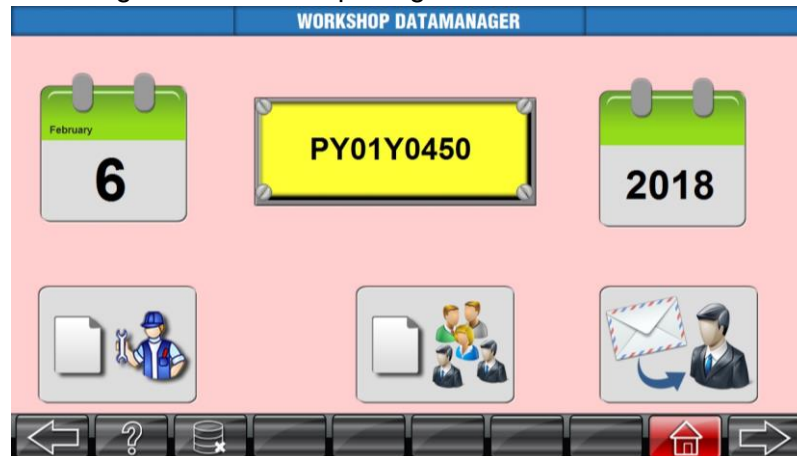 WORKSHOP DATAMANAGER
February
6
PY01Y0450
2018
?